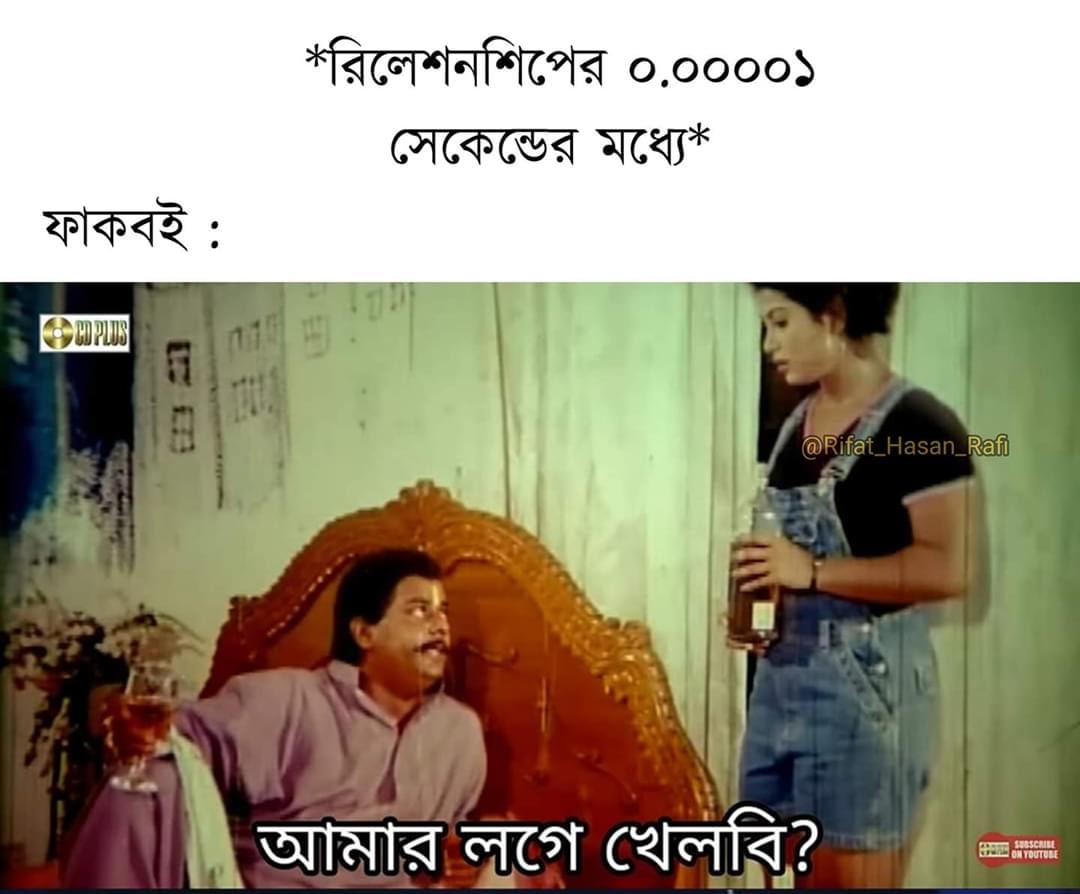 *রিলেশনশিপের ০.০০০০১
সেকেন্ডের মধ্যে*
ফাকবই :
CD PLUS
@Rifat_Hasan_Rafi
আমার লগে খেলবি?
SUBSCRIBE
ON YOUTUBE